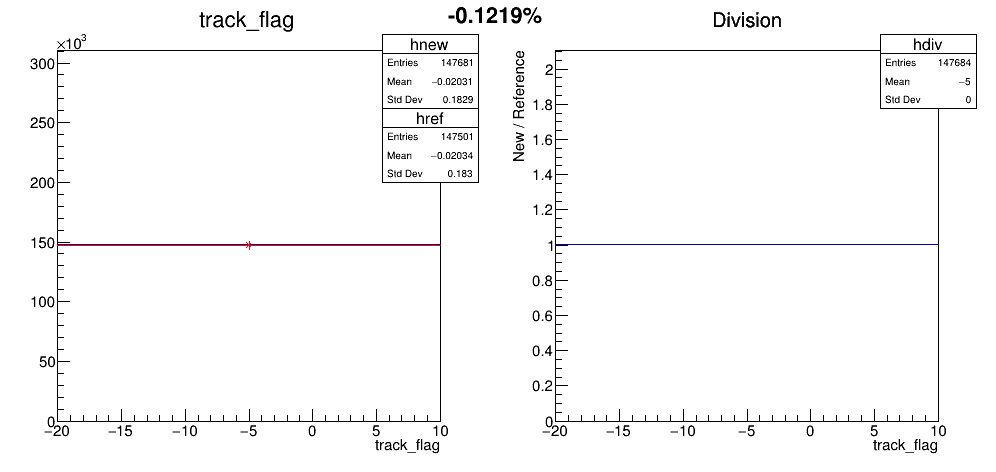 -0.1219%
track_flag
×10³
300
250
200
150
100
50
0
−20 −15 −10 −5 0 5 10
track_flag
hnew
Entries 147681
Mean −0.02031
Std Dev 0.1829
href
Entries 147501
Mean −0.02034
Std Dev 0.183
Division
New / Reference
2
1.8
1.6
1.4
1.2
1
0.8
0.6
0.4
0.2
0
−20 −15 −10 −5 0 5 10
track_flag
hdiv
Entries 147684
Mean −5
Std Dev 0